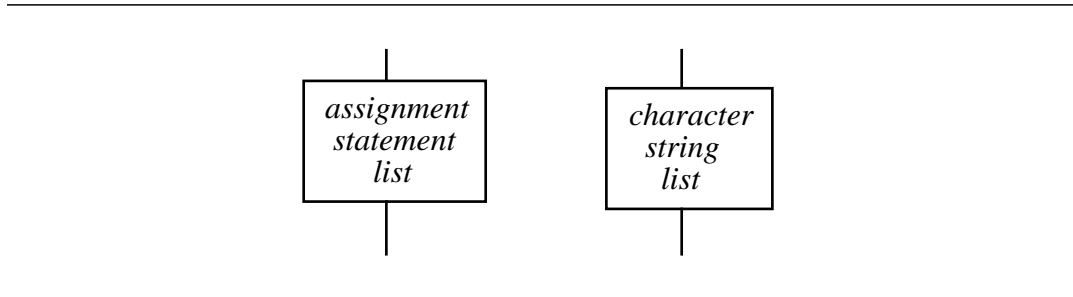 assignment
statement
list
character
string
list